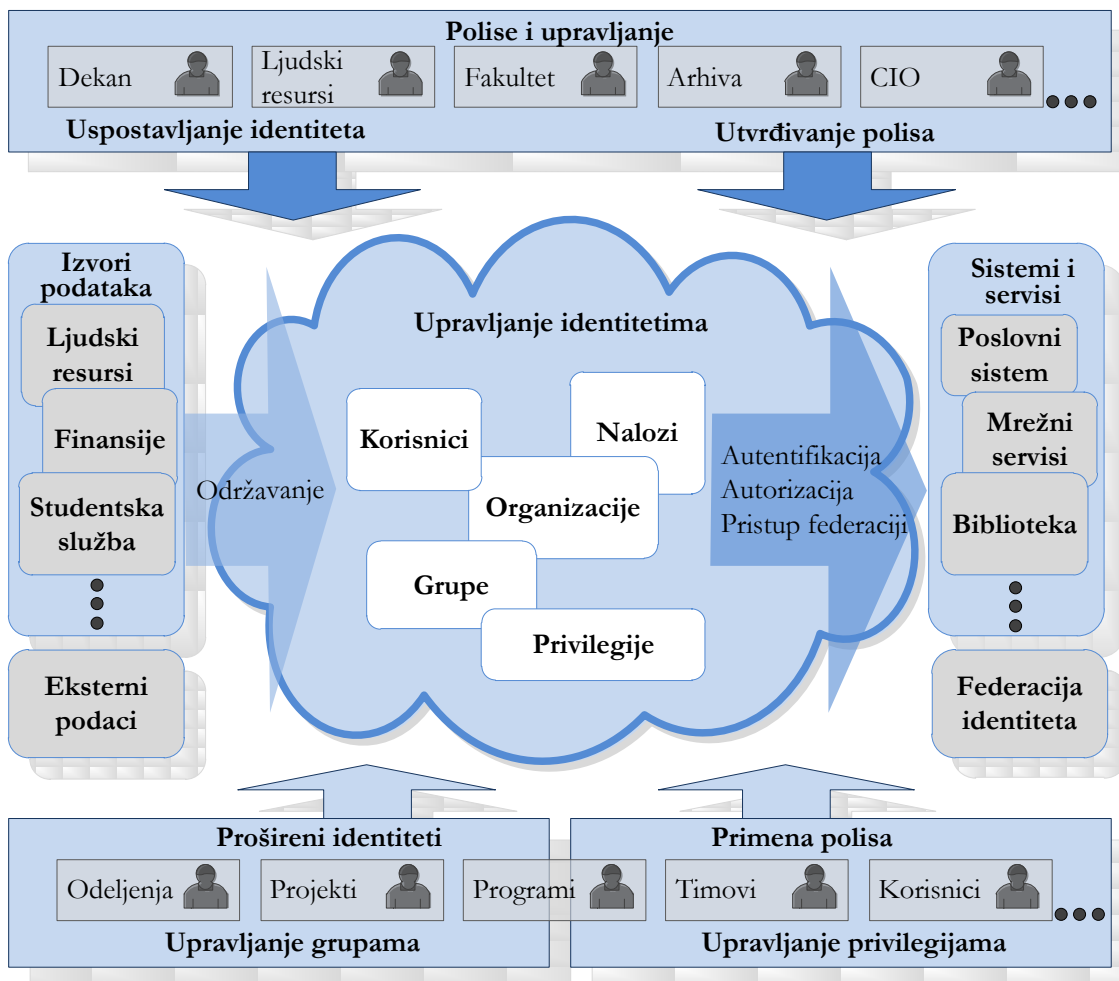 Polise i upravljanje
Dekan
Ljudski
resursi
Fakultet
Arhiva
CIO
Uspostavljanje identiteta
Utvrđivanje polisa
Izvori
podataka
Ljudski
resursi
Finansije
Studentska
služba
Eksterni
podaci
Održavanje
Upravljanje identitetima
Korisnici
Nalozi
Organizacije
Grupe
Privilegije
Autentifikacija
Autorizacija
Pristup federaciji
Sistemi i
servisi
Poslovni
sistem
Mrežni
servisi
Biblioteka
Federacija
identiteta
Prošireni identiteti
Primena polisa
Odeljenja
Projekti
Programi
Timovi
Korisnici
Upravljanje grupama
Upravljanje privilegijama